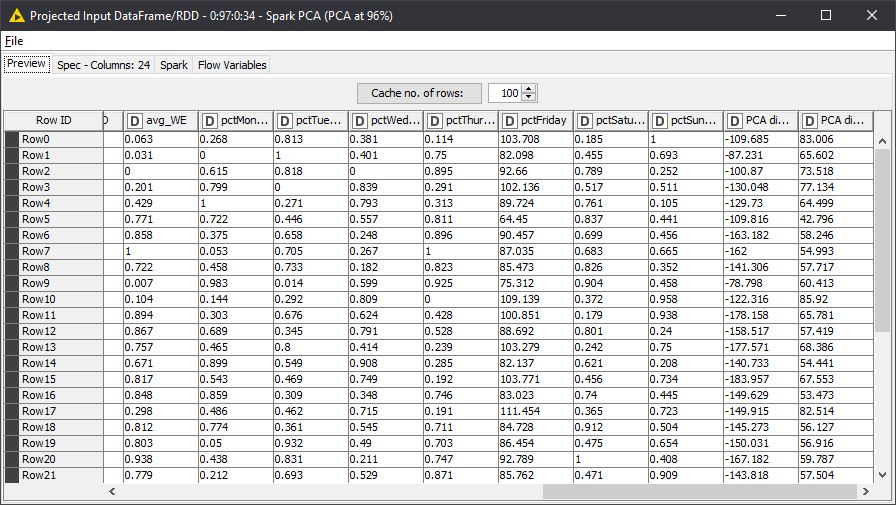 Projected Input DataFrame/RDD - 0:97:0:34 - Spark PCA (PCA at 96%)
File
Preview Spec - Columns: 24 Spark Flow Variables
Cache no. of rows: 100
Row ID D D avg_WE D pctMon... D pctTue... D pctWed... D pctThur... D pctFriday D pctSatu... D pctSun... D PCA di... D PCA di...
Row0 0.063 0.268 0.813 0.381 0.114 103.708 0.185 1 -109.685 83.006
Row1 0.031 0 1 0.401 0.75 82.098 0.455 0.693 -87.231 65.602
Row2 0 0.615 0.818 0 0.895 92.66 0.789 0.252 -100.87 73.518
Row3 0.201 0.799 0 0.839 0.291 102.136 0.517 0.511 -130.048 77.134
Row4 0.429 1 0.271 0.793 0.313 89.724 0.761 0.105 -129.73 64.499
Row5 0.771 0.722 0.446 0.557 0.811 64.45 0.837 0.441 -109.816 42.796
Row6 0.858 0.375 0.658 0.248 0.896 90.457 0.699 0.456 -163.182 58.246
Row7 1 0.053 0.705 0.267 1 87.035 0.683 0.665 -162 54.993
Row8 0.722 0.458 0.733 0.182 0.823 85.473 0.826 0.352 -141.306 57.717
Row9 0.007 0.983 0.014 0.599 0.925 75.312 0.904 0.458 -78.798 60.413
Row10 0.104 0.144 0.292 0.809 0 109.139 0.372 0.958 -122.316 85.92
Row11 0.894 0.303 0.676 0.624 0.428 100.851 0.179 0.938 -178.158 65.781
Row12 0.867 0.689 0.345 0.791 0.528 88.692 0.801 0.24 -158.517 57.419
Row13 0.757 0.465 0.8 0.414 0.239 103.279 0.242 0.75 -177.571 68.386
Row14 0.671 0.899 0.549 0.908 0.285 82.137 0.621 0.208 -140.733 54.441
Row15 0.817 0.543 0.469 0.749 0.192 103.771 0.456 0.734 -183.957 67.553
Row16 0.848 0.859 0.309 0.348 0.746 83.023 0.74 0.445 -149.629 53.473
Row17 0.298 0.486 0.462 0.715 0.191 111.454 0.365 0.723 -149.915 82.514
Row18 0.812 0.774 0.361 0.545 0.711 84.728 0.912 0.504 -145.273 56.127
Row19 0.803 0.05 0.932 0.49 0.703 86.454 0.475 0.654 -150.031 56.916
Row20 0.938 0.438 0.831 0.211 0.747 92.789 1 0.408 -167.182 59.787
Row21 0.779 0.212 0.693 0.529 0.871 85.762 0.471 0.909 -143.818 57.504